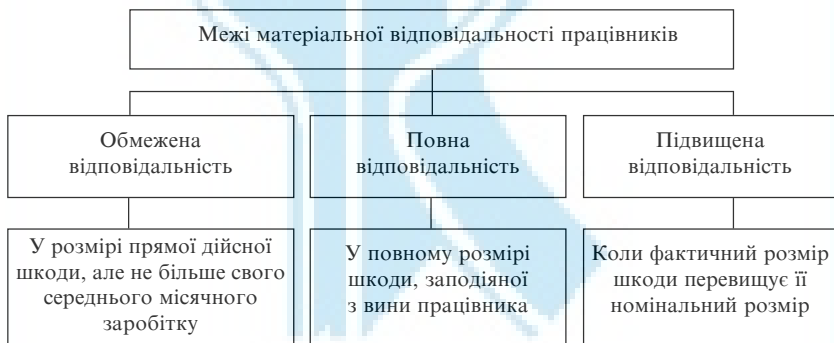 Межі матеріальної відповідальності працівників
Обмежена
відповідальність
Повна
відповідальність
Підвищена
відповідальність
У розмірі прямої дійсної
шкоди, але не більше свого
середнього місячного
заробітку
У повному розмірі
шкоди, заподіяної
з вини працівника
Коли фактичний розмір
шкоди перевищує її
номінальний розмір